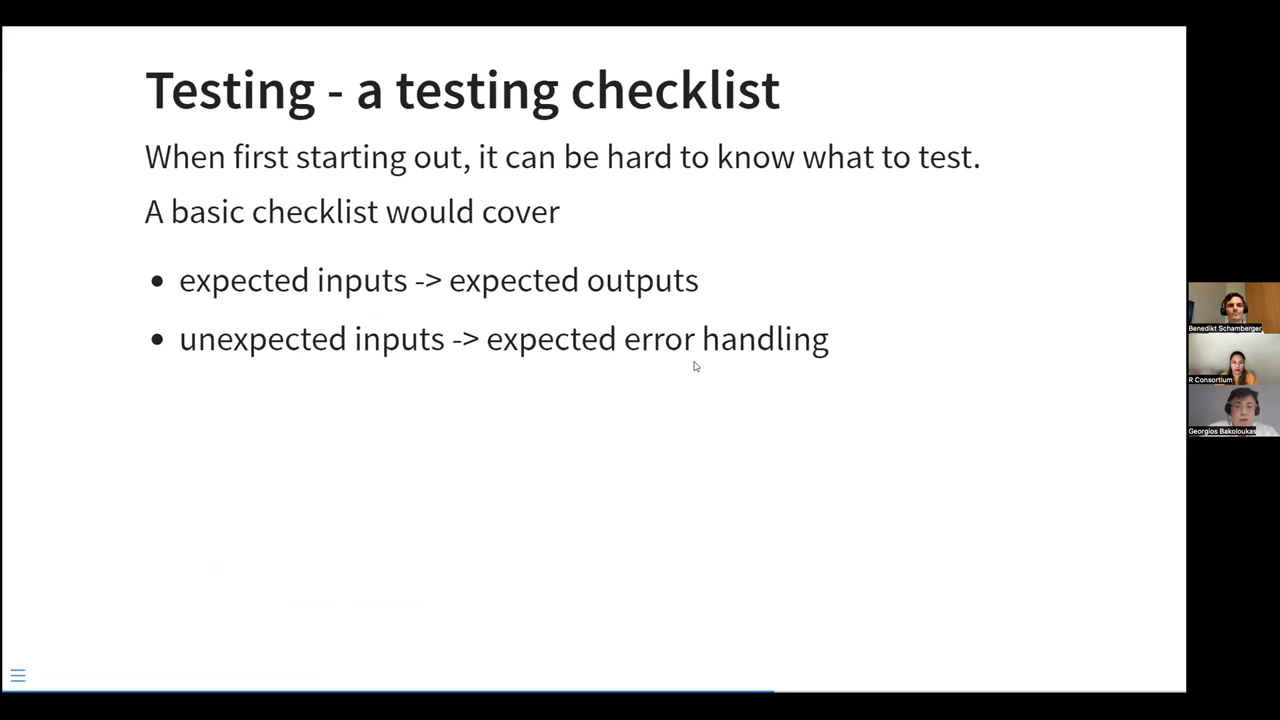 Testing - a testing checklist
When first starting out, it can be hard to know what to test.
A basic checklist would cover
• expected inputs -> expected outputs
• unexpected inputs -> expected error handling
Benedikt Schamberger
R Consortium
Georgios Bakoloukas